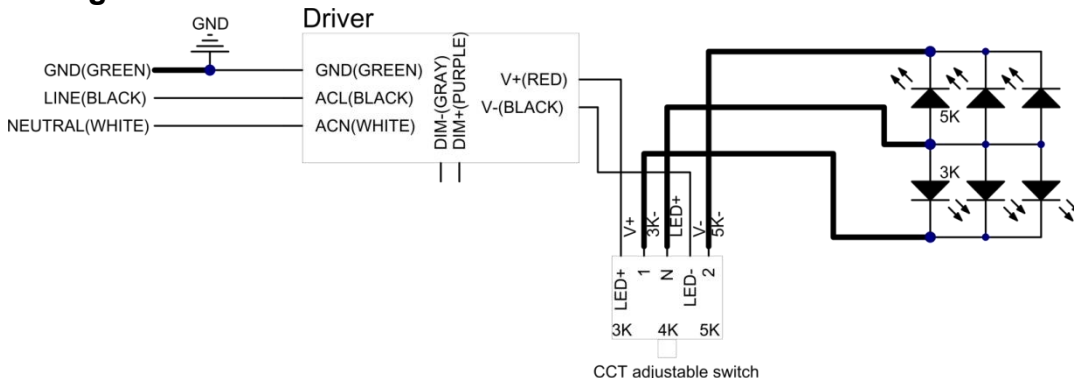 GND
Driver
GND(GREEN)
LINE(BLACK)
NEUTRAL(WHITE)
GND(GREEN)
ACL(BLACK)
ACN(WHITE)
DIM-(GRAY)
DIM+(PURPLE)
V+(RED)
V-(BLACK)
5K
3K
V+
3K-
LED+
V-
5K-
LED+
1
N
LED-
2
3K 4K 5K
CCT adiustable switch